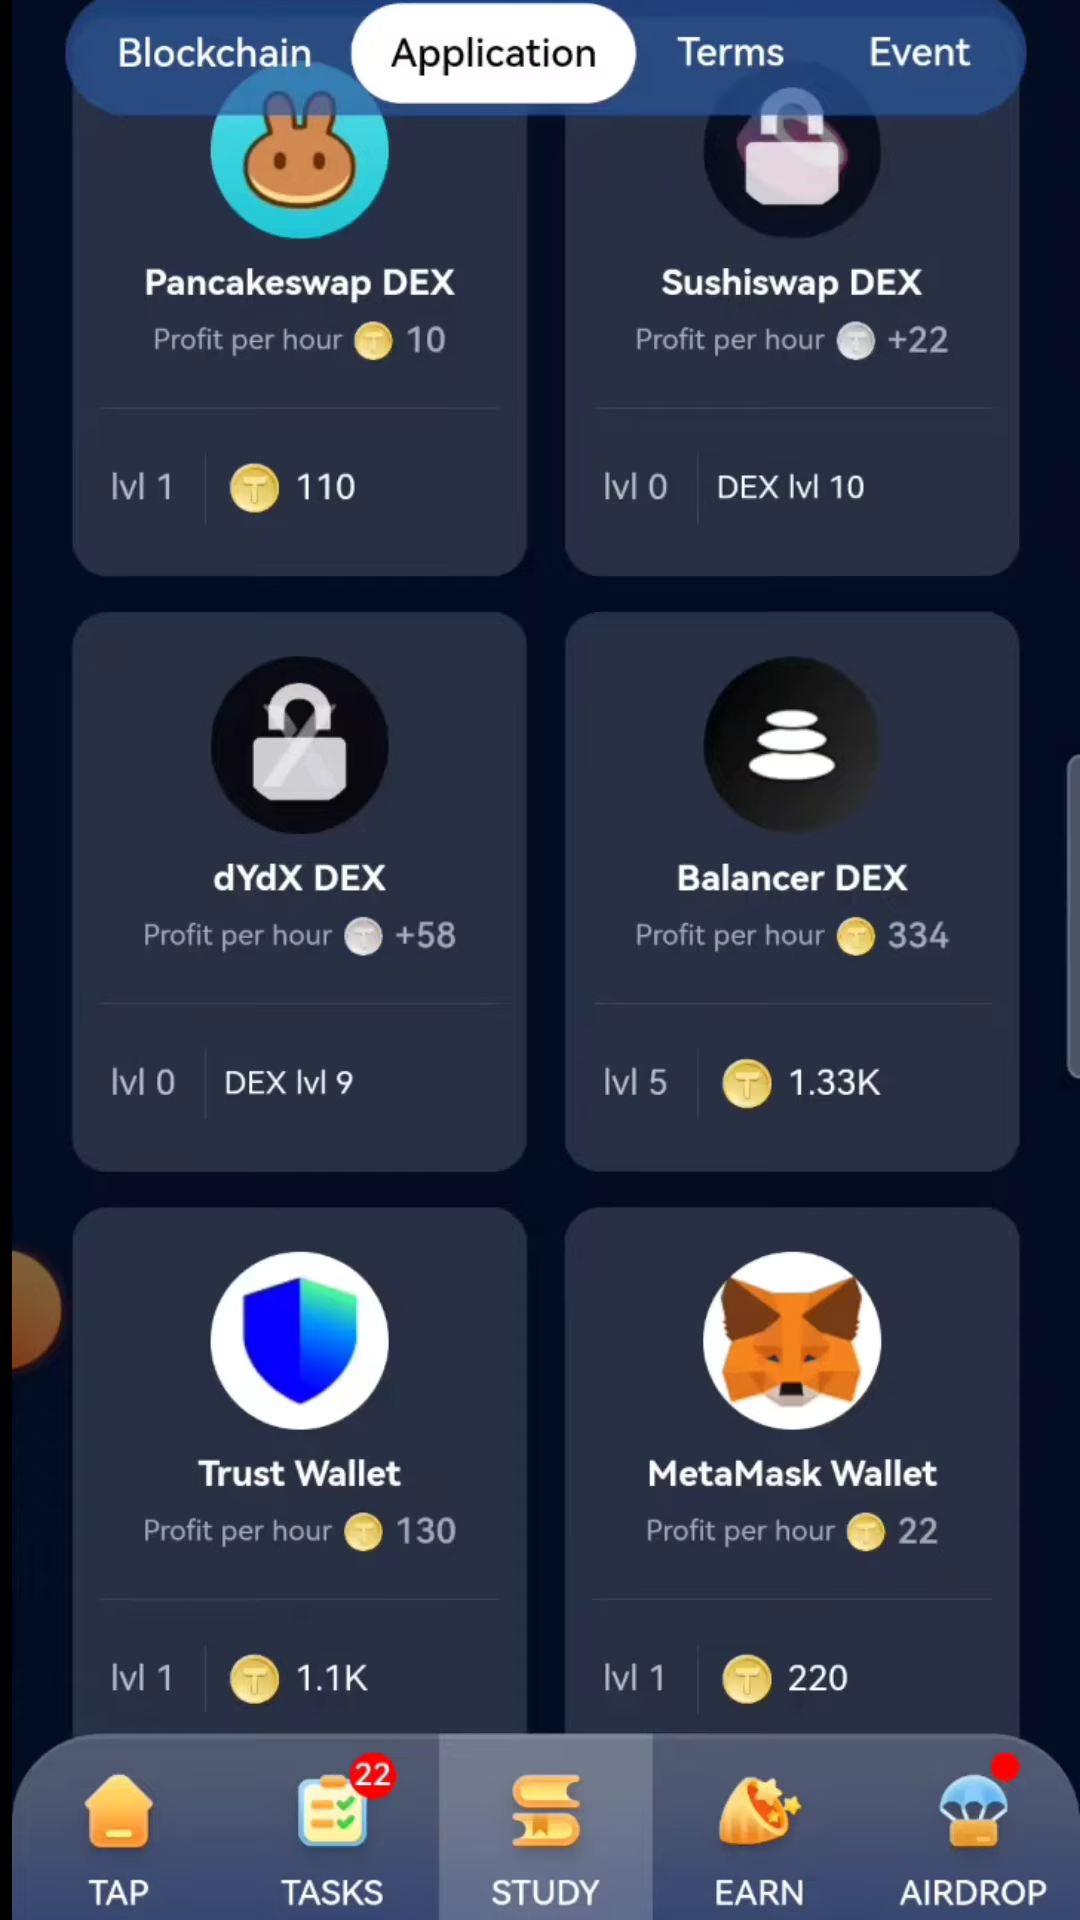 Blockchain Application Terms Event
Pancakeswap DEX
Profit per hour 10
lvl 1 110
Sushiswap DEX
Profit per hour +22
lvl 0 DEX lvl 10
dYdX DEX
Profit per hour +58
lvl 0 DEX lvl 9
Balancer DEX
Profit per hour 334
lvl 5 1.33K
Trust Wallet
Profit per hour 130
lvl 1 1.1K
MetaMask Wallet
Profit per hour 22
lvl 1 220
22
TAP TASKS STUDY EARN AIRDROP